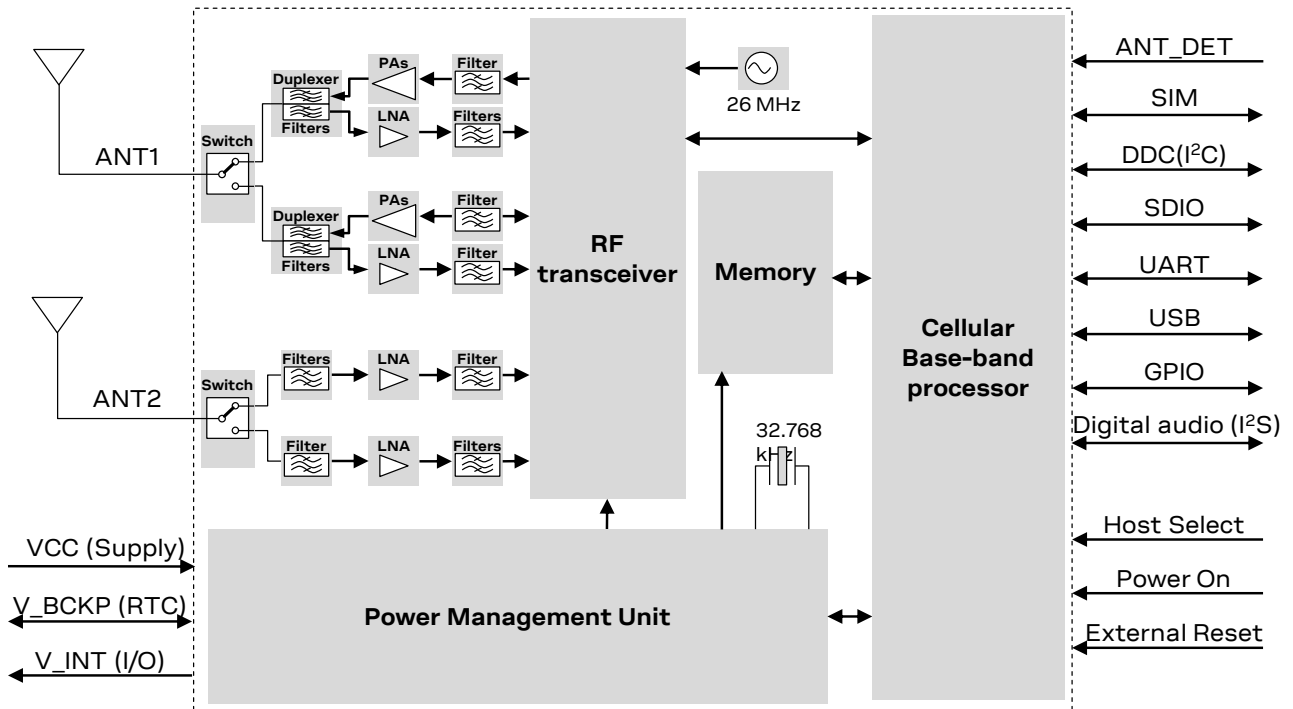 ANT_DET
PAs
Filter
Duplexer
26 MHz
SIM
LNA
Filters
Filters
Switch
ANT1
DDC(I²C)
PAs
Filter
SDIO
Duplexer
RF
transceiver
LNA
Filter
Filters
Memory
UART
USB
Cellular
Base-band
processor
Filters
LNA
Filter
GPIO
Switch
ANT2
Digital audio (I²S)
32.768
kHz
Filter
LNA
Filters
Host Select
VCC (Supply)
Power On
V_BCKP (RTC)
Power Management Unit
External Reset
V_INT (I/O)